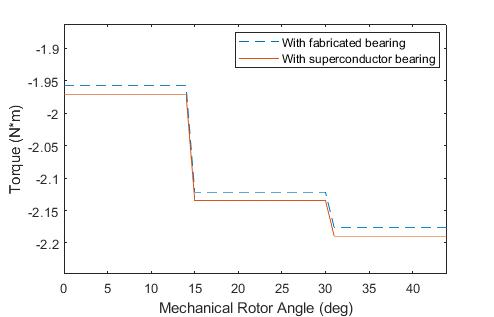 With fabricated bearing
With superconductor bearing
-1.9
-1.95
-2
-2.05
-2.1
-2.15
-2.2
Torque (N*m)
0 5 10 15 20 25 30 35 40
Mechanical Rotor Angle (deg)